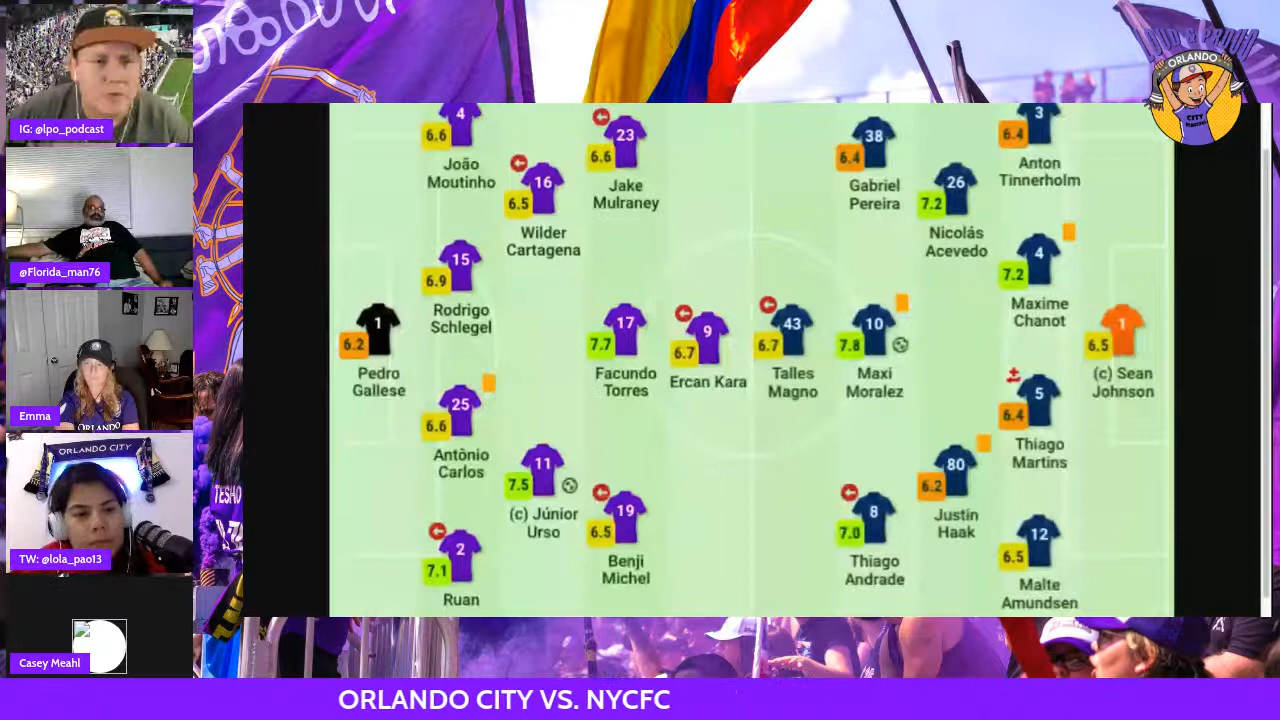 IG: @lpo_podcast
@Florida_man76
Emma
ORLANDO CITY
TW: @lola_pao13
Casey Meahl
ORLANDO
CITY
4
6.6
João
Moutinho
16
6.5
Wilder
Cartagena
23
6.6
Jake
Mulraney
38
6.4
Gabriel
Pereira
26
7.2
Nicolás
Acevedo
3
6.4
Anton
Tinnerholm
15
6.9
Rodrigo
Schlegel
4
7.2
Maxime
Chanot
1
6.2
Pedro
Gallese
17
7.7
Facundo
Torres
9
6.7
Ercan Kara
43
6.7
Talles
Magno
10
7.8
Maxi
Moralez
1
6.5
(c) Sean
Johnson
25
6.6
Antônio
Carlos
5
6.4
Thiago
Martins
11
7.5
(c) Júnior
Urso
80
6.2
Justin
Haak
19
6.5
Benji
Michel
8
7.0
Thiago
Andrade
2
7.1
Ruan
12
6.5
Malte
Amundsen
ORLANDO CITY VS. NYCFC